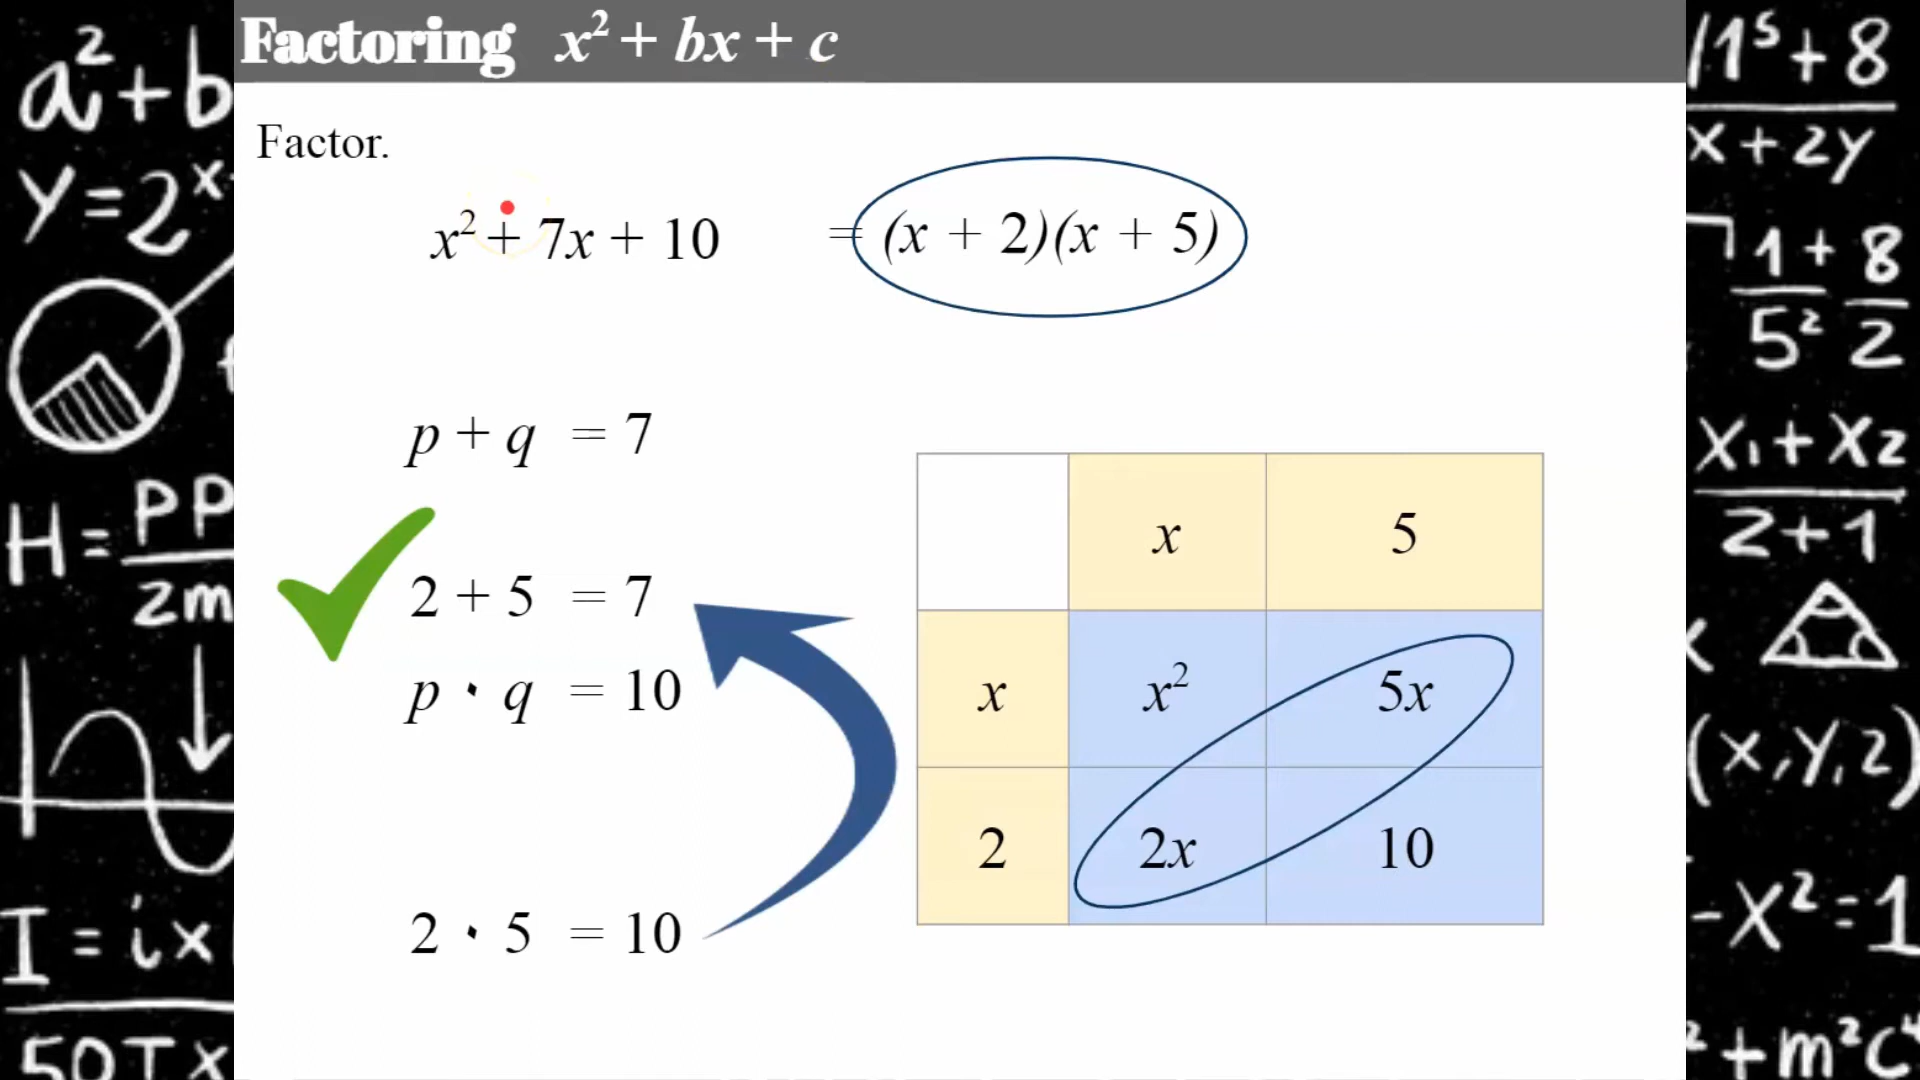 Factoring x² + bx + c
Factor.
x² + 7x + 10 = (x + 2)(x + 5)
p + q = 7
2 + 5 = 7
p · q = 10
2 · 5 = 10
x 5
x x² 5x
2 2x 10
a²+b
Y=2ˣ
H=PP
2m
I=ix
50Tx
1⁵+8
x+2y
1+8
5² 2
X₁+X₂
2+1
(x,y,z)
-X²=1
+m²C⁴